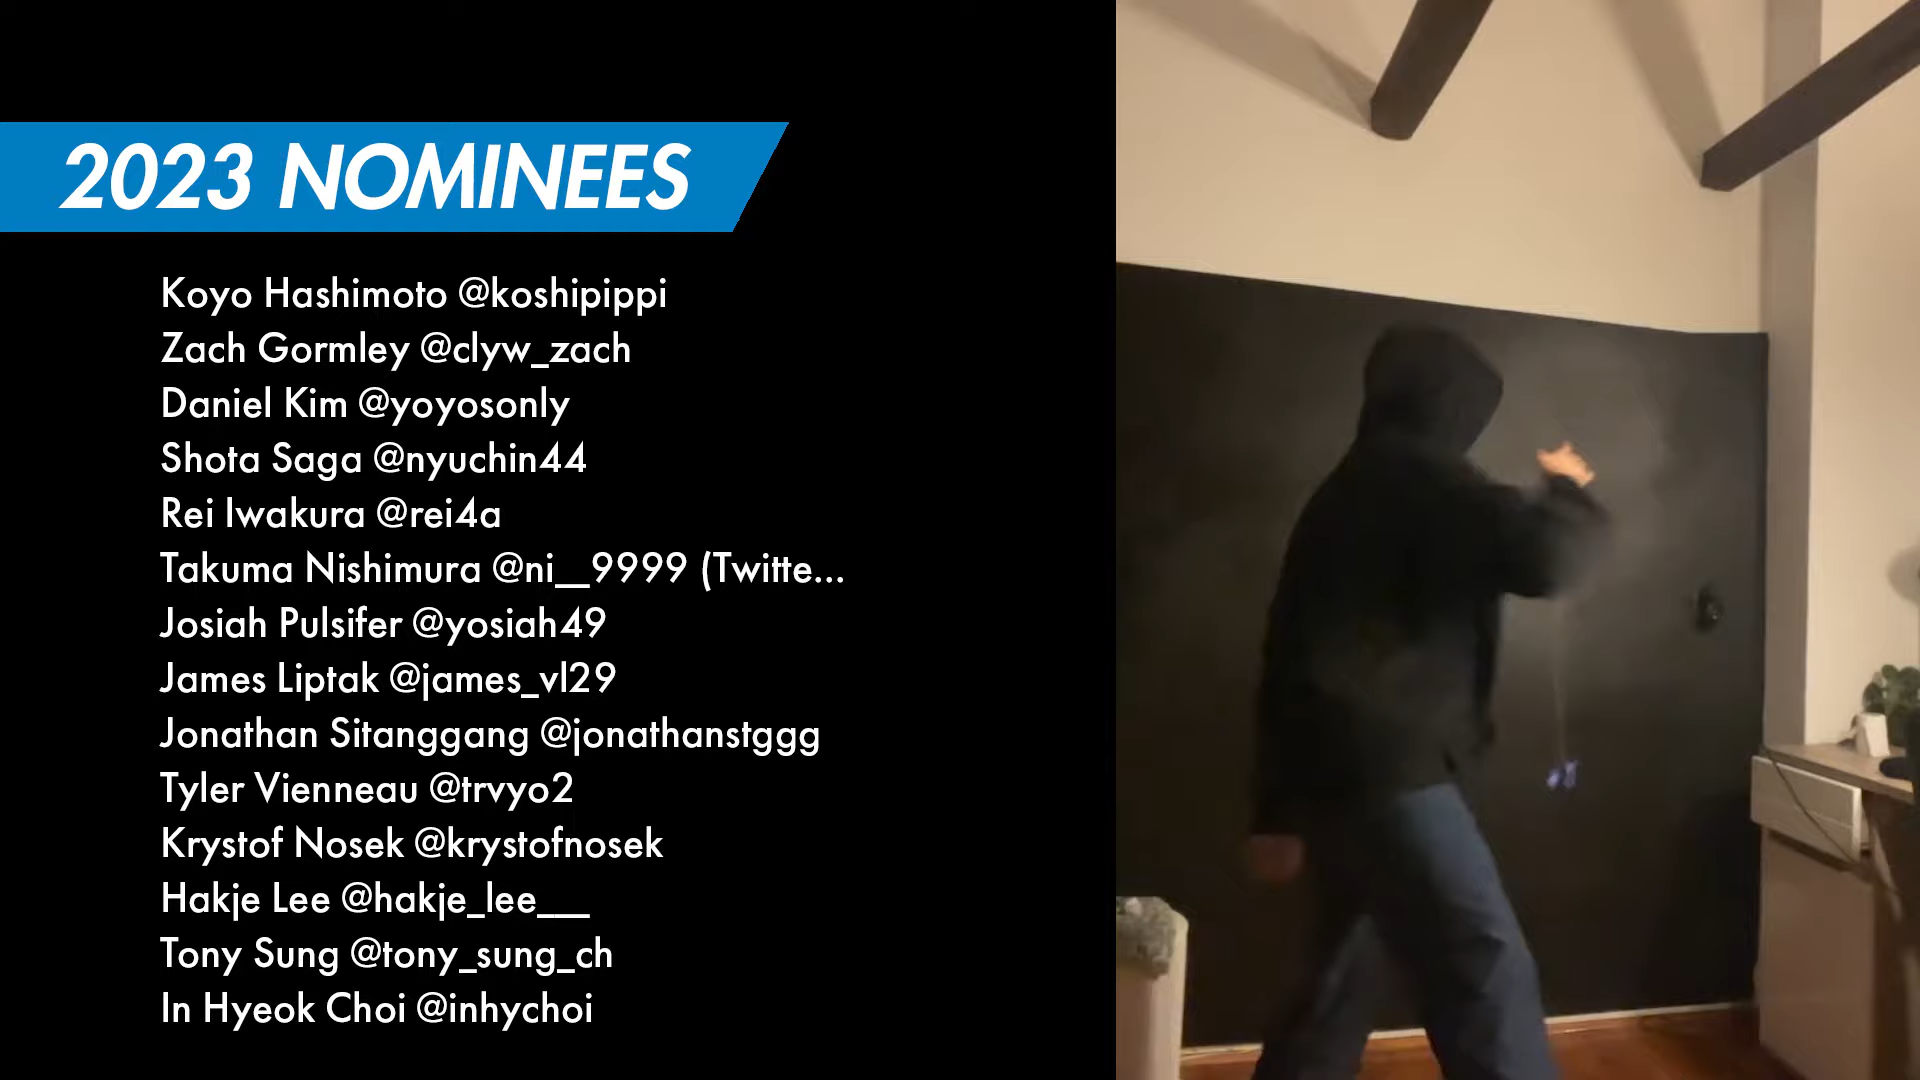 2023 NOMINEES
Koyo Hashimoto @koshipippi
Zach Gormley @clyw_zach
Daniel Kim @yoyosonly
Shota Saga @nyuchin44
Rei Iwakura @rei4a
Takuma Nishimura @ni__9999 (Twitte...
Josiah Pulsifer @yosiah49
James Liptak @james_vl29
Jonathan Sitanggang @jonathanstggg
Tyler Vienneau @trvyo2
Krystof Nosek @krystofnosek
Hakje Lee @hakje_lee___
Tony Sung @tony_sung_ch
In Hyeok Choi @inhychoi